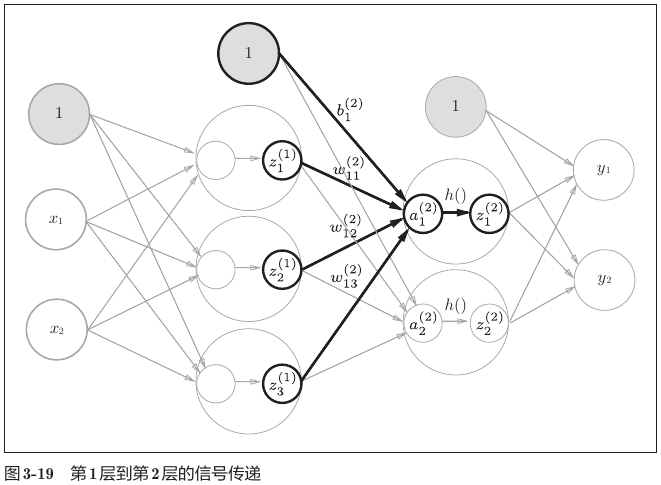 1
b_1^{(2)}
1
1
z_1^{(1)}
w_{11}^{(2)}
h()
y_1
x_1
a_1^{(2)}
z_1^{(2)}
w_{12}^{(2)}
z_2^{(1)}
w_{13}^{(2)}
y_2
h()
x_2
a_2^{(2)}
z_2^{(2)}
z_3^{(1)}
图3-19 第1层到第2层的信号传递